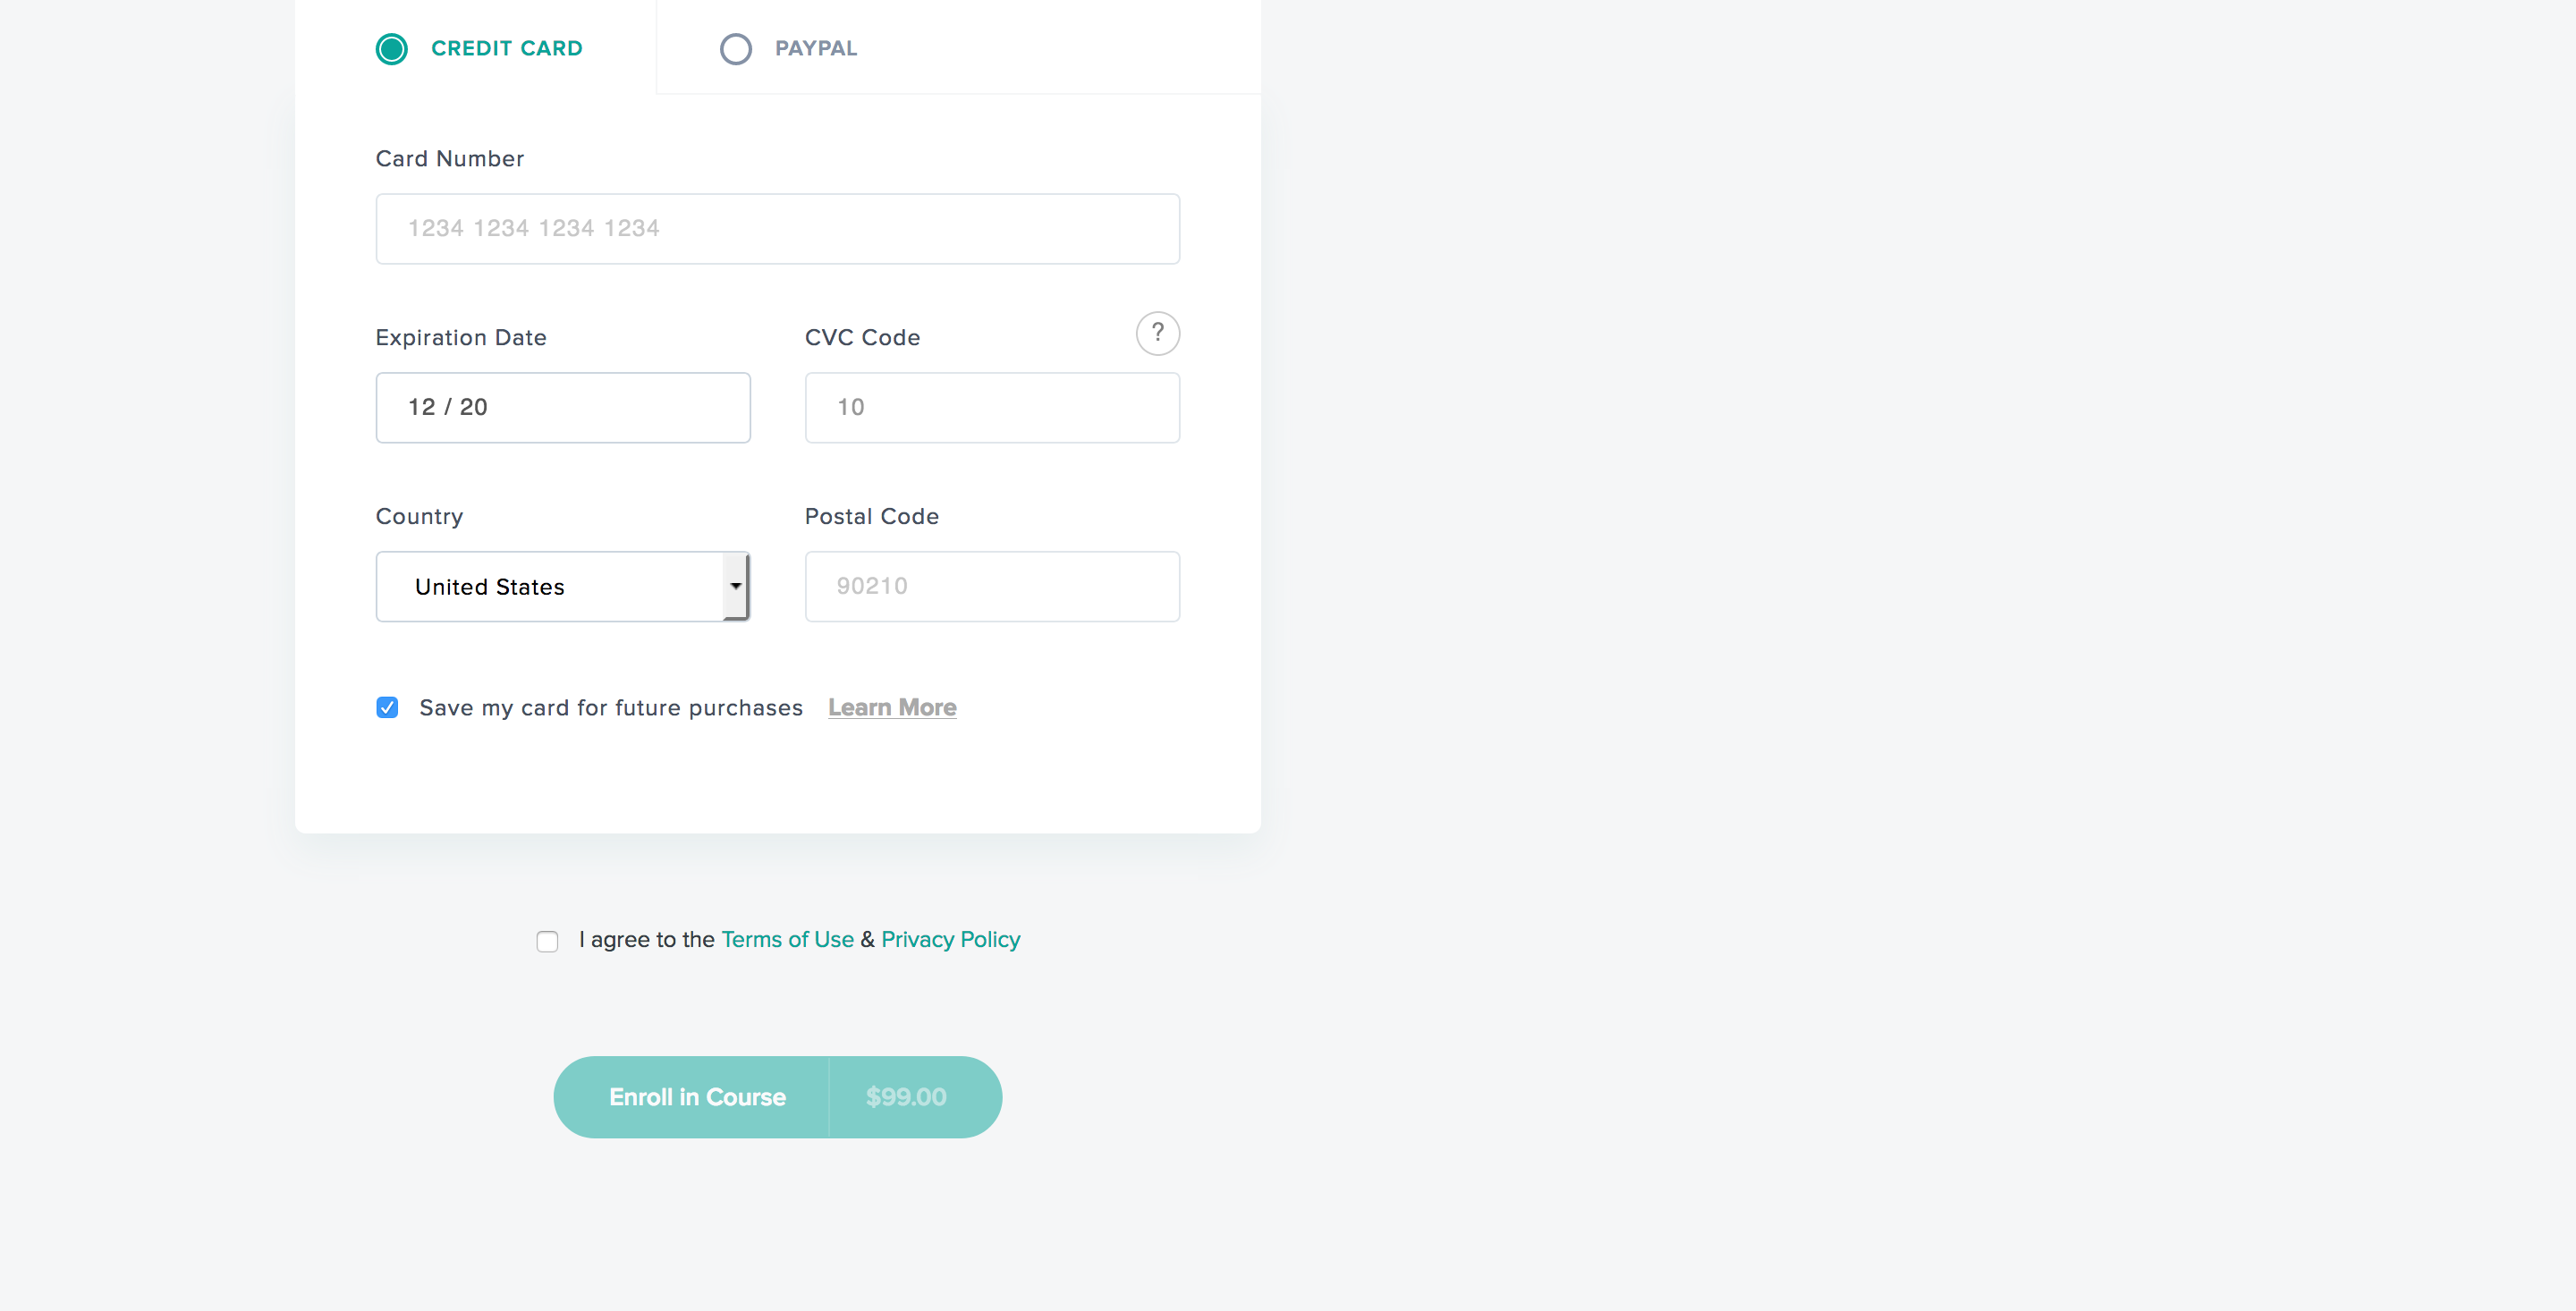 CREDIT CARD PAYPAL
Card Number
1234 1234 1234 1234
Expiration Date CVC Code ?
12 / 20 10
Country Postal Code
United States 90210
Save my card for future purchases Learn More
I agree to the Terms of Use & Privacy Policy
Enroll in Course $99.00